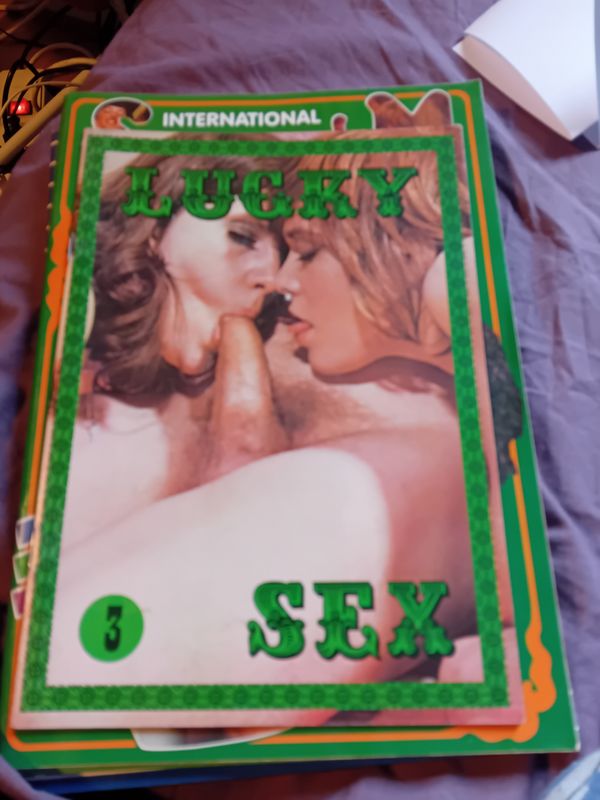 INTERNATIONAL
LUCKY
3
SEX